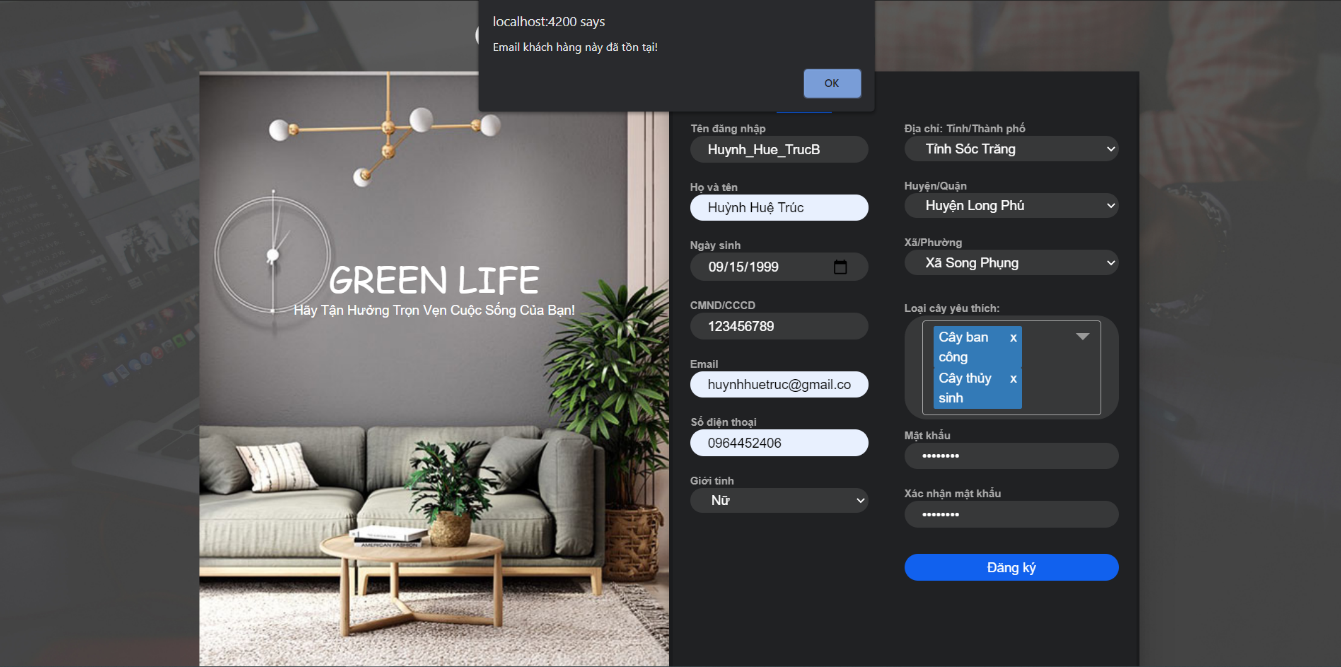 localhost:4200 says
Email khách hàng này đã tồn tại!
OK
GREEN LIFE
Hãy Tận Hưởng Trọn Vẹn Cuộc Sống Của Bạn!
AMERICAN FASHION
Tên đăng nhập
Huynh_Hue_TrucB
Họ và tên
Huỳnh Huệ Trúc
Ngày sinh
09/15/1999
CMND/CCCD
123456789
Email
huynhhuetruc@gmail.co
Số điện thoại
0964452406
Giới tính
Nữ
Địa chỉ: Tỉnh/Thành phố
Tỉnh Sóc Trăng
Huyện/Quận
Huyện Long Phú
Xã/Phường
Xã Song Phụng
Loại cây yêu thích:
Cây ban x
công
Cây thủy x
sinh
Mật khẩu
••••••••
Xác nhận mật khẩu
••••••••
Đăng ký